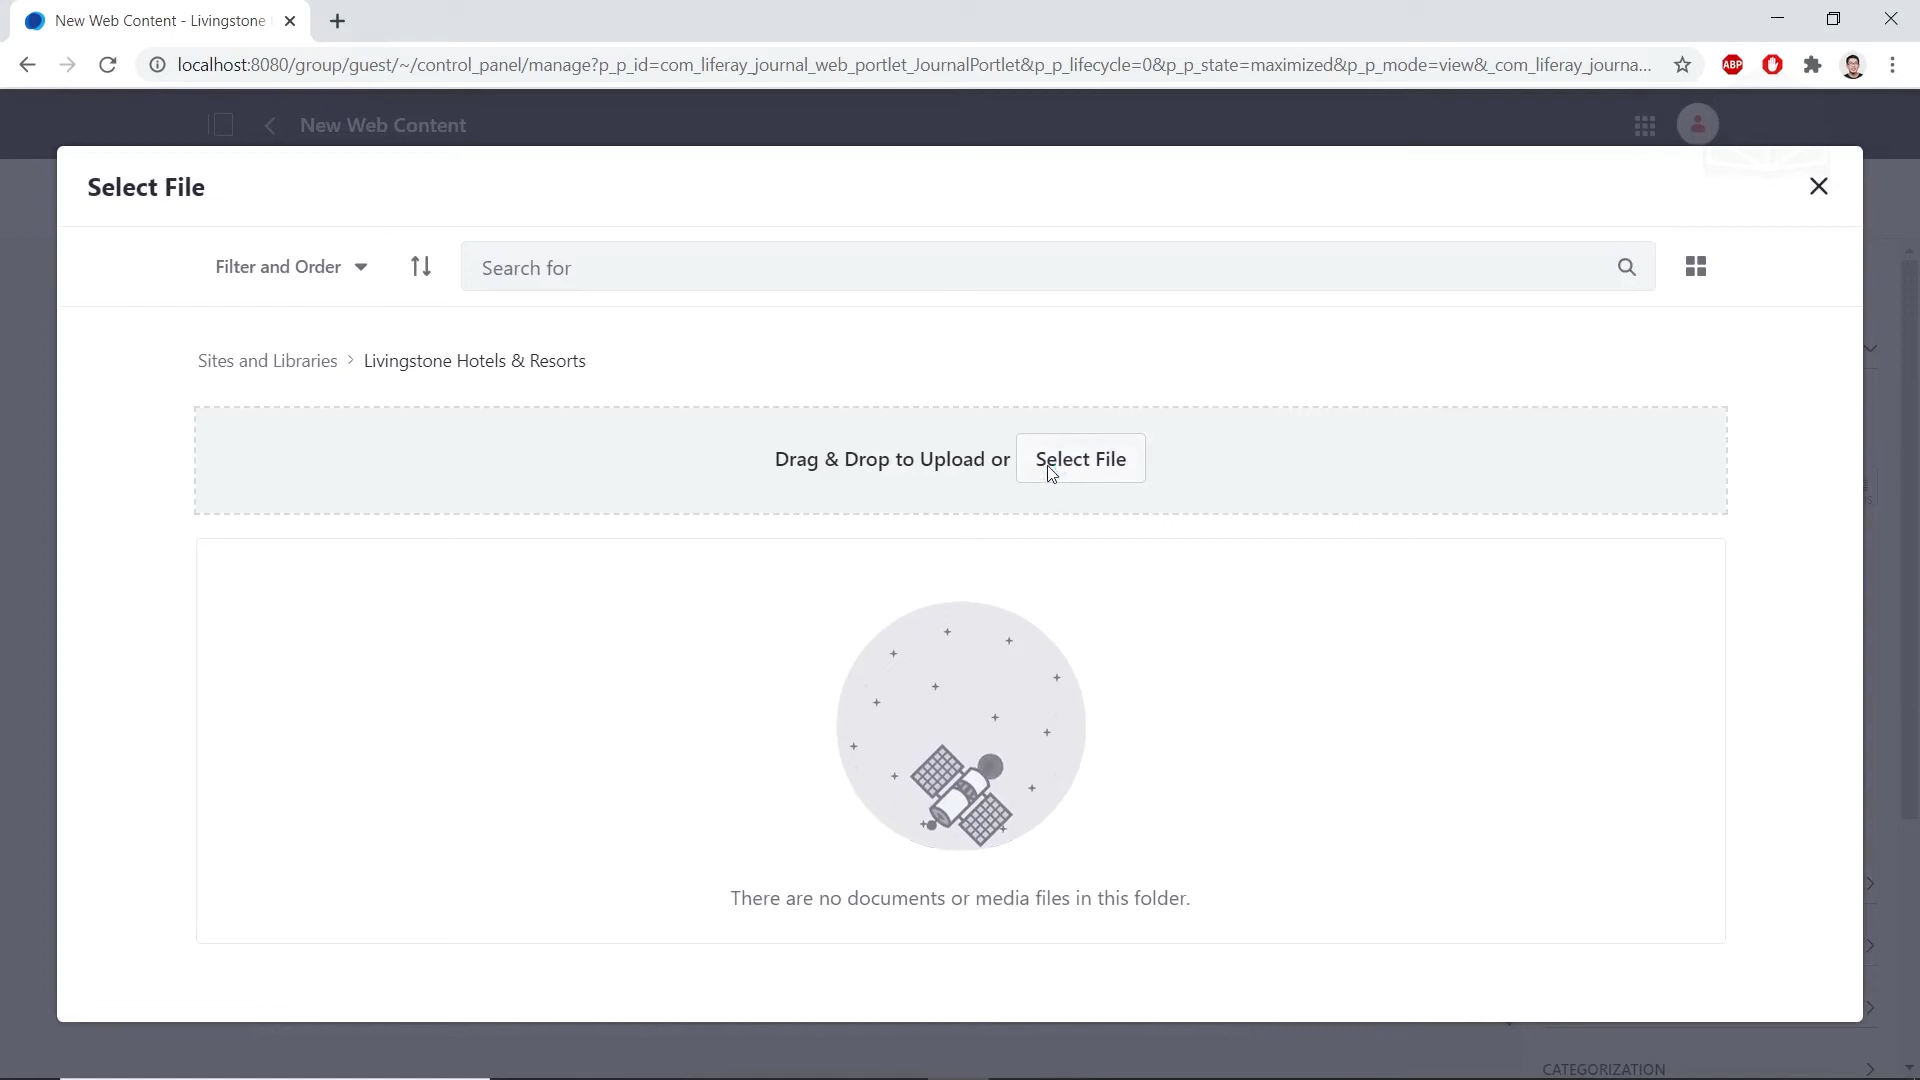 New Web Content - Livingstone
localhost:8080/group/guest/~/control_panel/manage?p_p_id=com_liferay_journal_web_portlet_JournalPortlet&p_p_lifecycle=0&p_p_state=maximized&p_p_mode=view&_com_liferay_journa...
ABP
New Web Content
Select File
Filter and Order
Search for
Sites and Libraries > Livingstone Hotels & Resorts
Drag & Drop to Upload or Select File
There are no documents or media files in this folder.
CATEGORIZATION